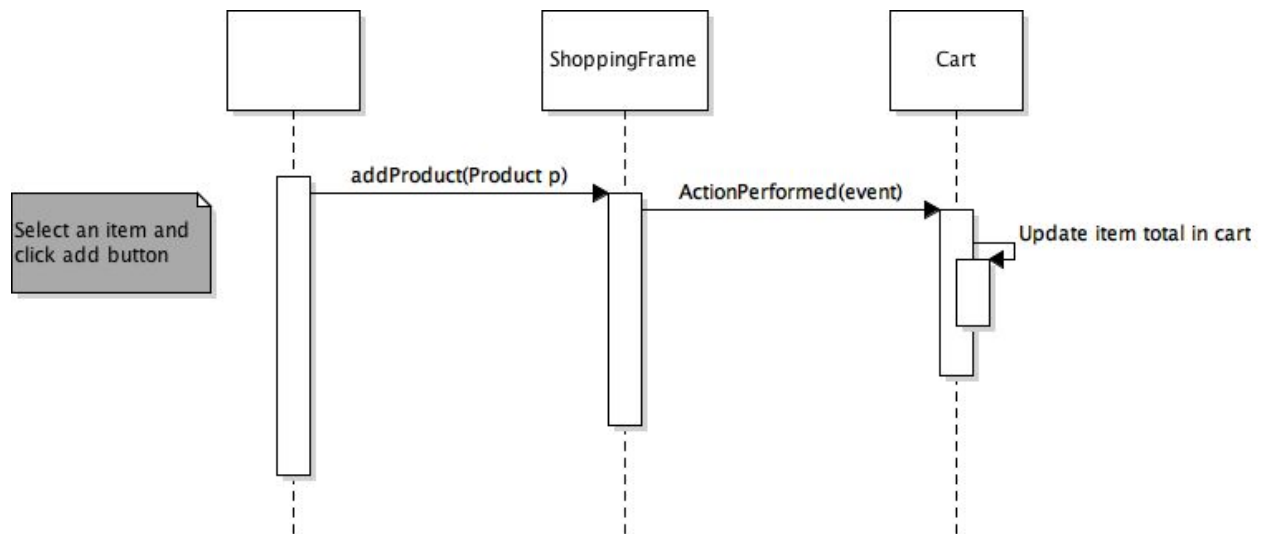 ShoppingFrame
Cart
addProduct(Product p)
ActionPerformed(event)
Select an item and
click add button
Update item total in cart